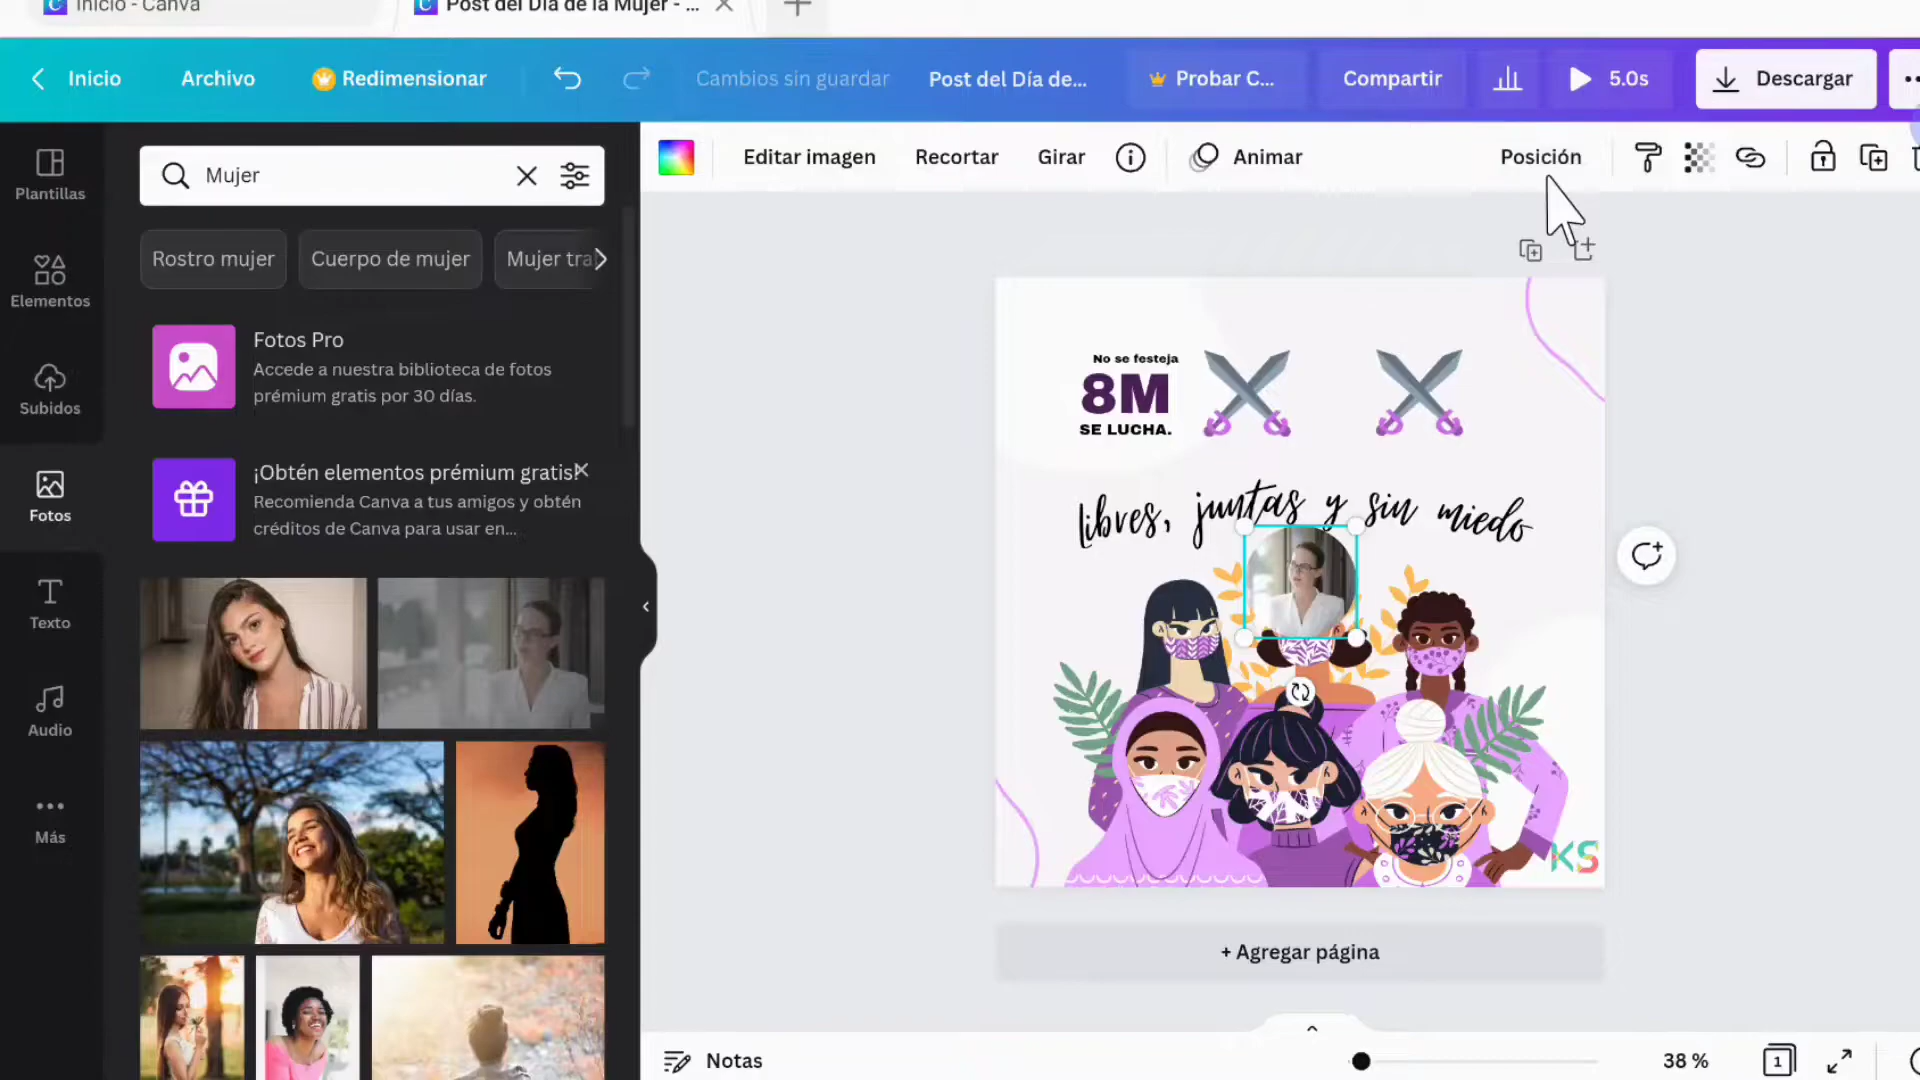 Inicio - Canva
Post del Día de la Mujer - ...
Inicio
Archivo
Redimensionar
Cambios sin guardar
Post del Día de...
Probar C...
Compartir
5.0s
Descargar
Plantillas
Elementos
Subidos
Fotos
Texto
Audio
Más
Mujer
Rostro mujer
Cuerpo de mujer
Mujer tra
Fotos Pro
Accede a nuestra biblioteca de fotos
prémium gratis por 30 días.
¡Obtén elementos prémium gratis!
Recomienda Canva a tus amigos y obtén
créditos de Canva para usar en...
Editar imagen
Recortar
Girar
Animar
Posición
No se festeja
8M
SE LUCHA.
libres, juntas y sin miedo
KS
+ Agregar página
Notas
38 %
1